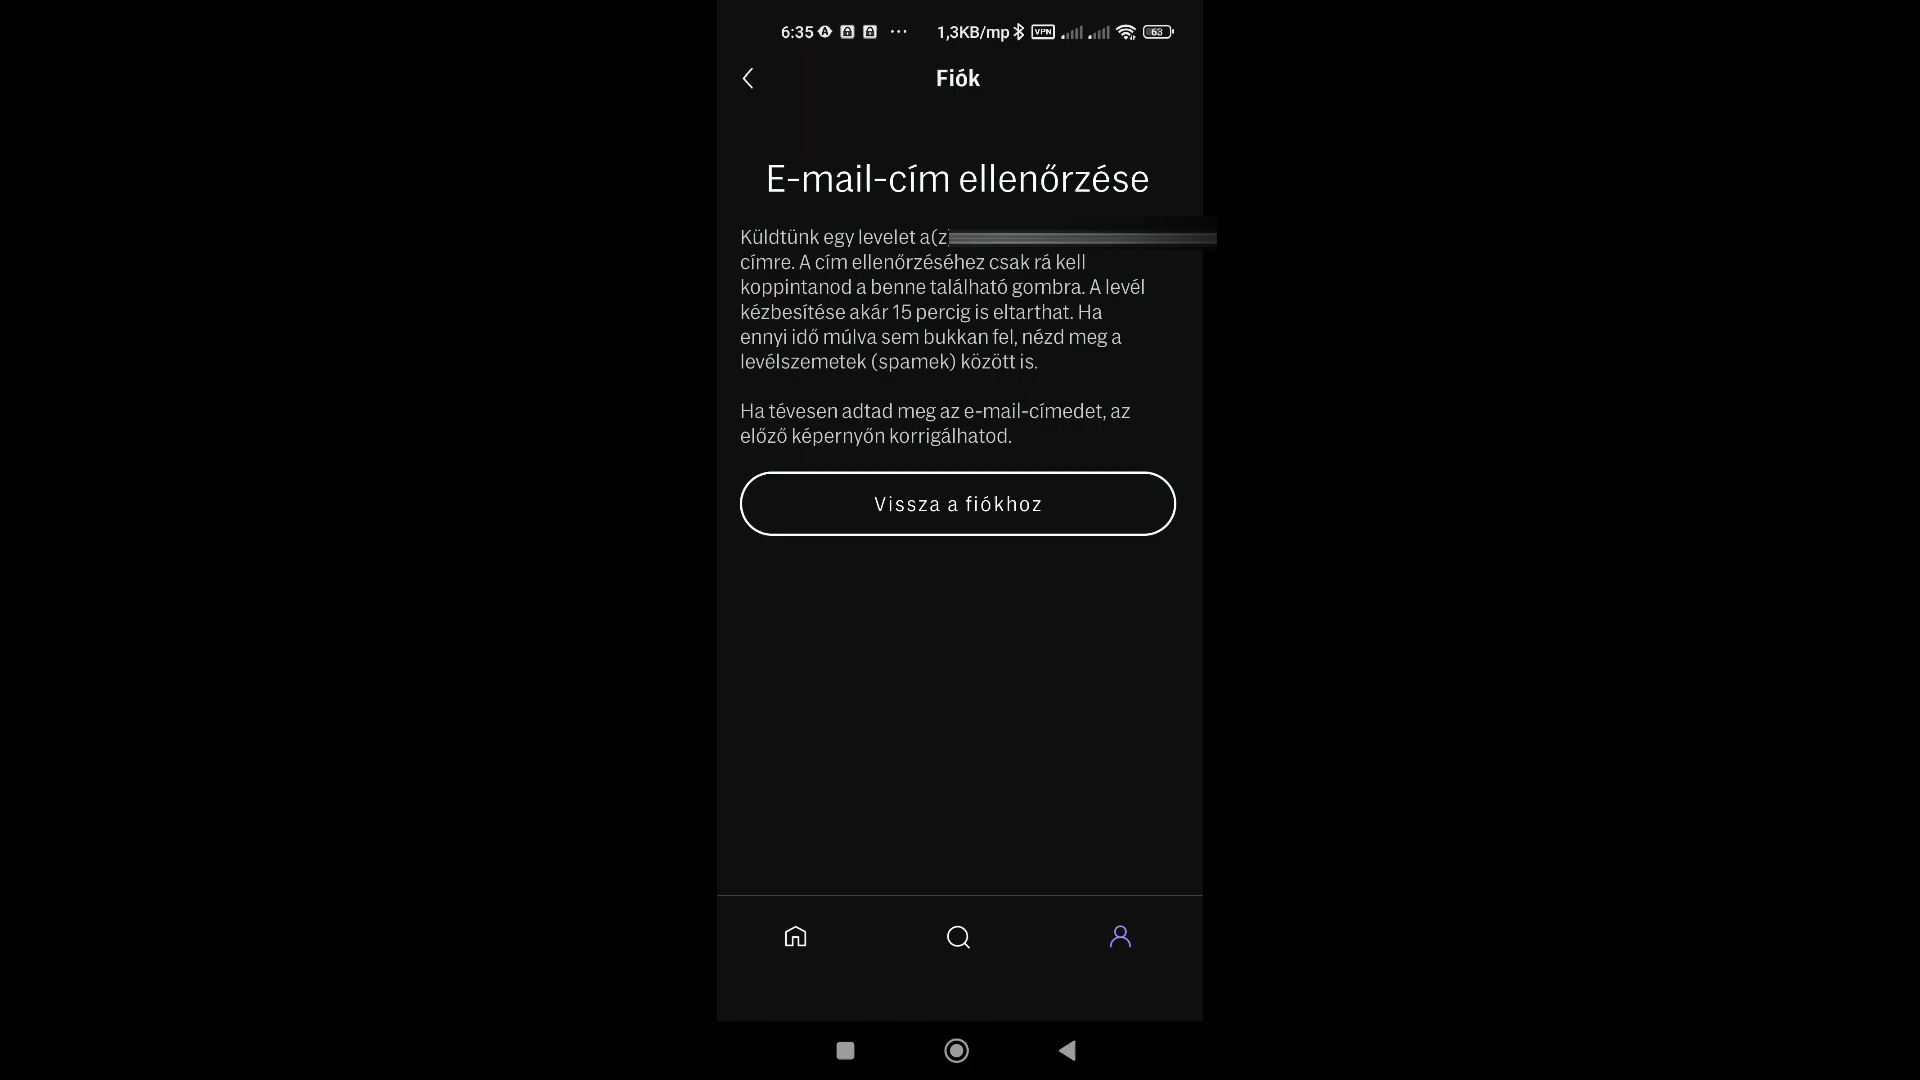 6:35 1,3KB/mp VPN 63
Fiók
E-mail-cím ellenőrzése
Küldtünk egy levelet a(z
címre. A cím ellenőrzéséhez csak rá kell
koppintanod a benne található gombra. A levél
kézbesítése akár 15 percig is eltarthat. Ha
ennyi idő múlva sem bukkan fel, nézd meg a
levélszemetek (spamek) között is.
Ha tévesen adtad meg az e-mail-címedet, az
előző képernyőn korrigálhatod.
Vissza a fiókhoz